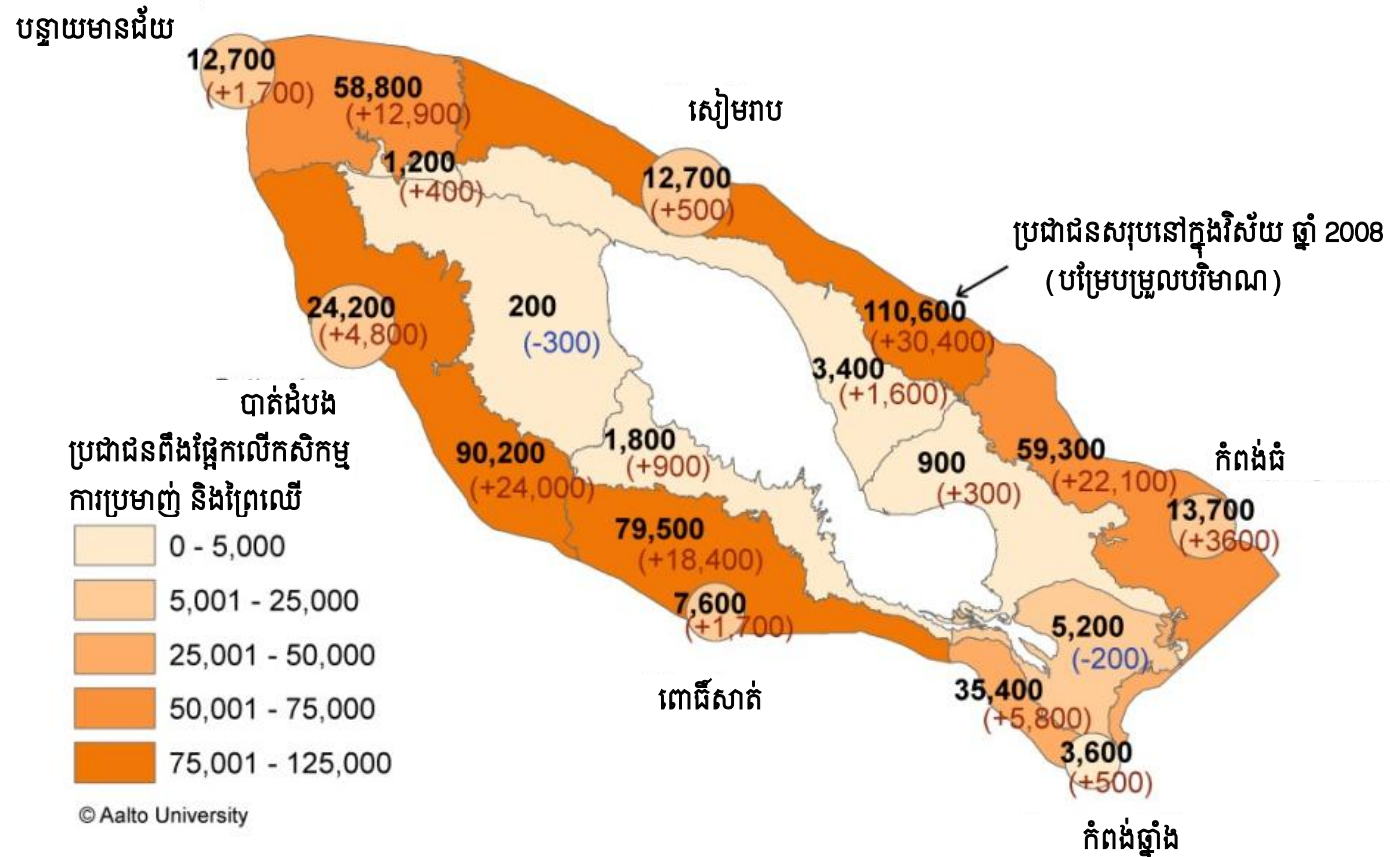 បន្ទាយមានជ័យ
12,700
(+1,700)
58,800
(+12,900)
1,200
(+400)
សៀមរាប
12,700
(+500)
ប្រជាជនសរុបនៅក្នុងវិស័យ ឆ្នាំ 2008
(បម្រែបម្រួលបរិមាណ)
110,600
(+30,400)
24,200
(+4,800)
200
(-300)
3,400
(+1,600)
បាត់ដំបង
90,200
(+24,000)
1,800
(+900)
900
(+300)
59,300
(+22,100)
កំពង់ធំ
13,700
(+3600)
79,500
(+18,400)
7,600
(+1,700)
ពោធិ៍សាត់
5,200
(-200)
35,400
(+5,800)
3,600
(+500)
កំពង់ឆ្នាំង
ប្រជាជនពឹងផ្អែកលើកសិកម្ម
ការប្រមាញ់ និងព្រៃឈើ
0 - 5,000
5,001 - 25,000
25,001 - 50,000
50,001 - 75,000
75,001 - 125,000
© Aalto University